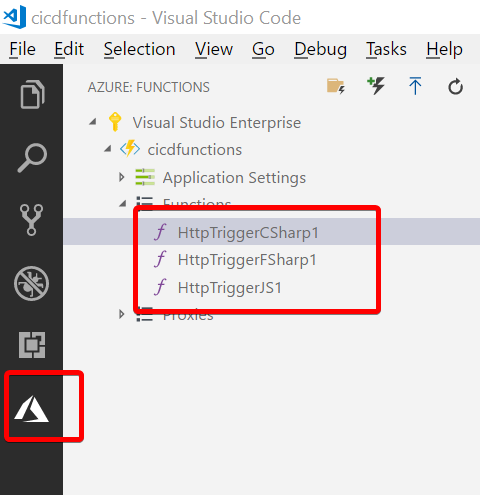 cicdfunctions - Visual Studio Code
File Edit Selection View Go Debug Tasks Help
AZURE: FUNCTIONS
Visual Studio Enterprise
cicdfunctions
Application Settings
Functions
HttpTriggerCSharp1
HttpTriggerFSharp1
HttpTriggerJS1
Proxies